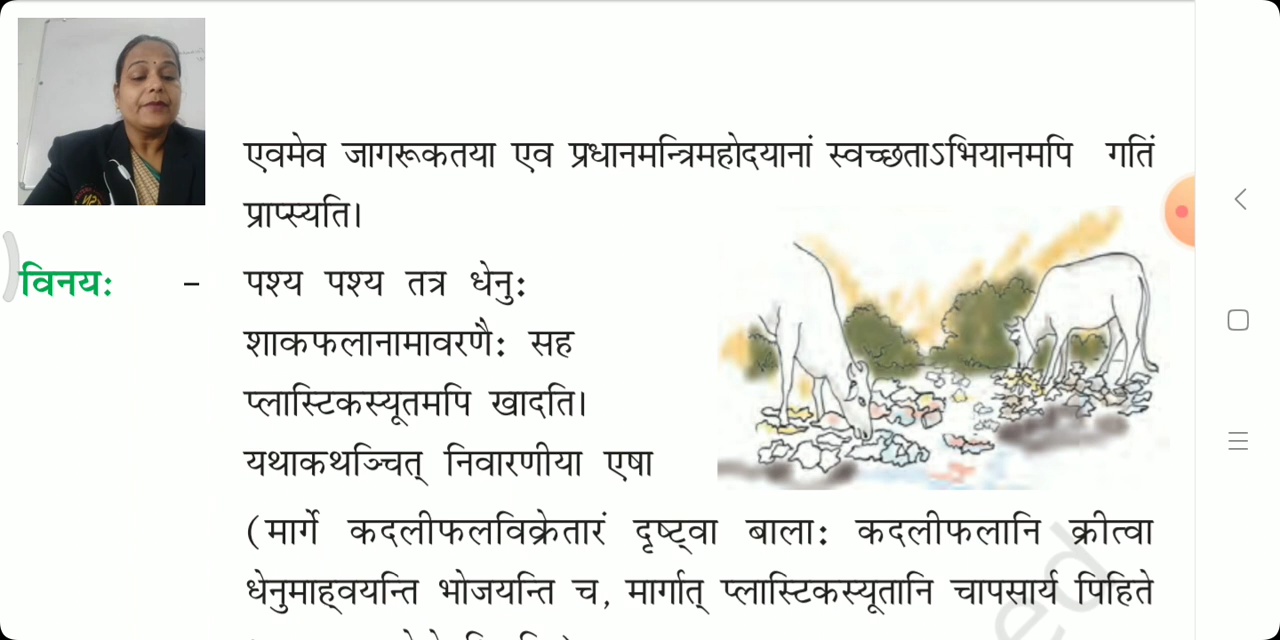 एवमेव जागरूकतया एव प्रधानमन्त्रिमहोदयानां स्वच्छताऽभियानमपि गतिं
प्राप्स्यति।
विनयः – पश्य पश्य तत्र धेनुः
शाकफलानामावरणैः सह
प्लास्टिकस्यूतमपि खादति।
यथाकथञ्चित् निवारणीया एषा
(मार्गे कदलीफलविक्रेतारं दृष्ट्वा बालाः कदलीफलानि क्रीत्वा
धेनुमाह्वयन्ति भोजयन्ति च, मार्गात् प्लास्टिकस्यूतानि चापसार्य पिहिते
ed